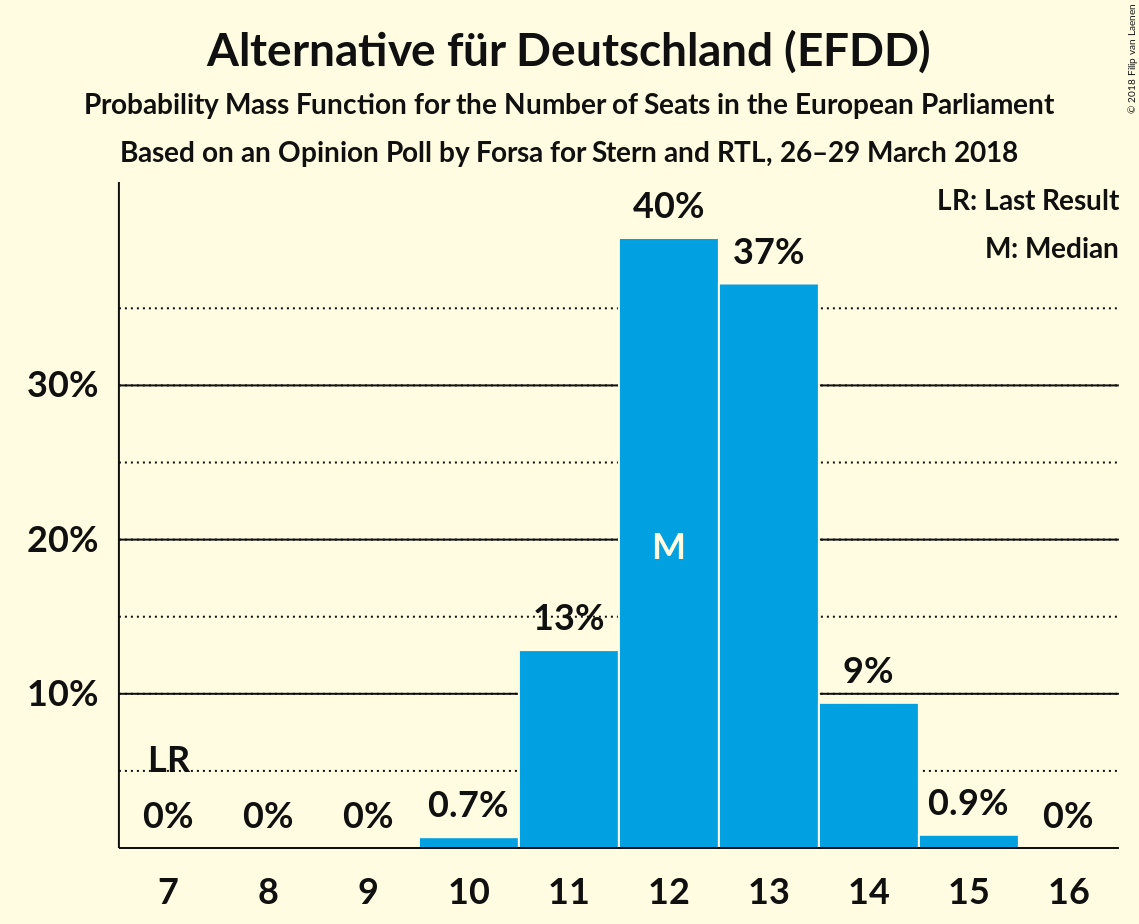 Alternative für Deutschland (EFDD)
Probability Mass Function for the Number of Seats in the European Parliament
Based on an Opinion Poll by Forsa for Stern and RTL, 26–29 March 2018
© 2018 Filip van Laenen
LR: Last Result
M: Median
40%
37%
30%
20%
M
13%
10%
9%
LR
0%
0%
0%
0.7%
0.9%
0%
7
8
9
10
11
12
13
14
15
16